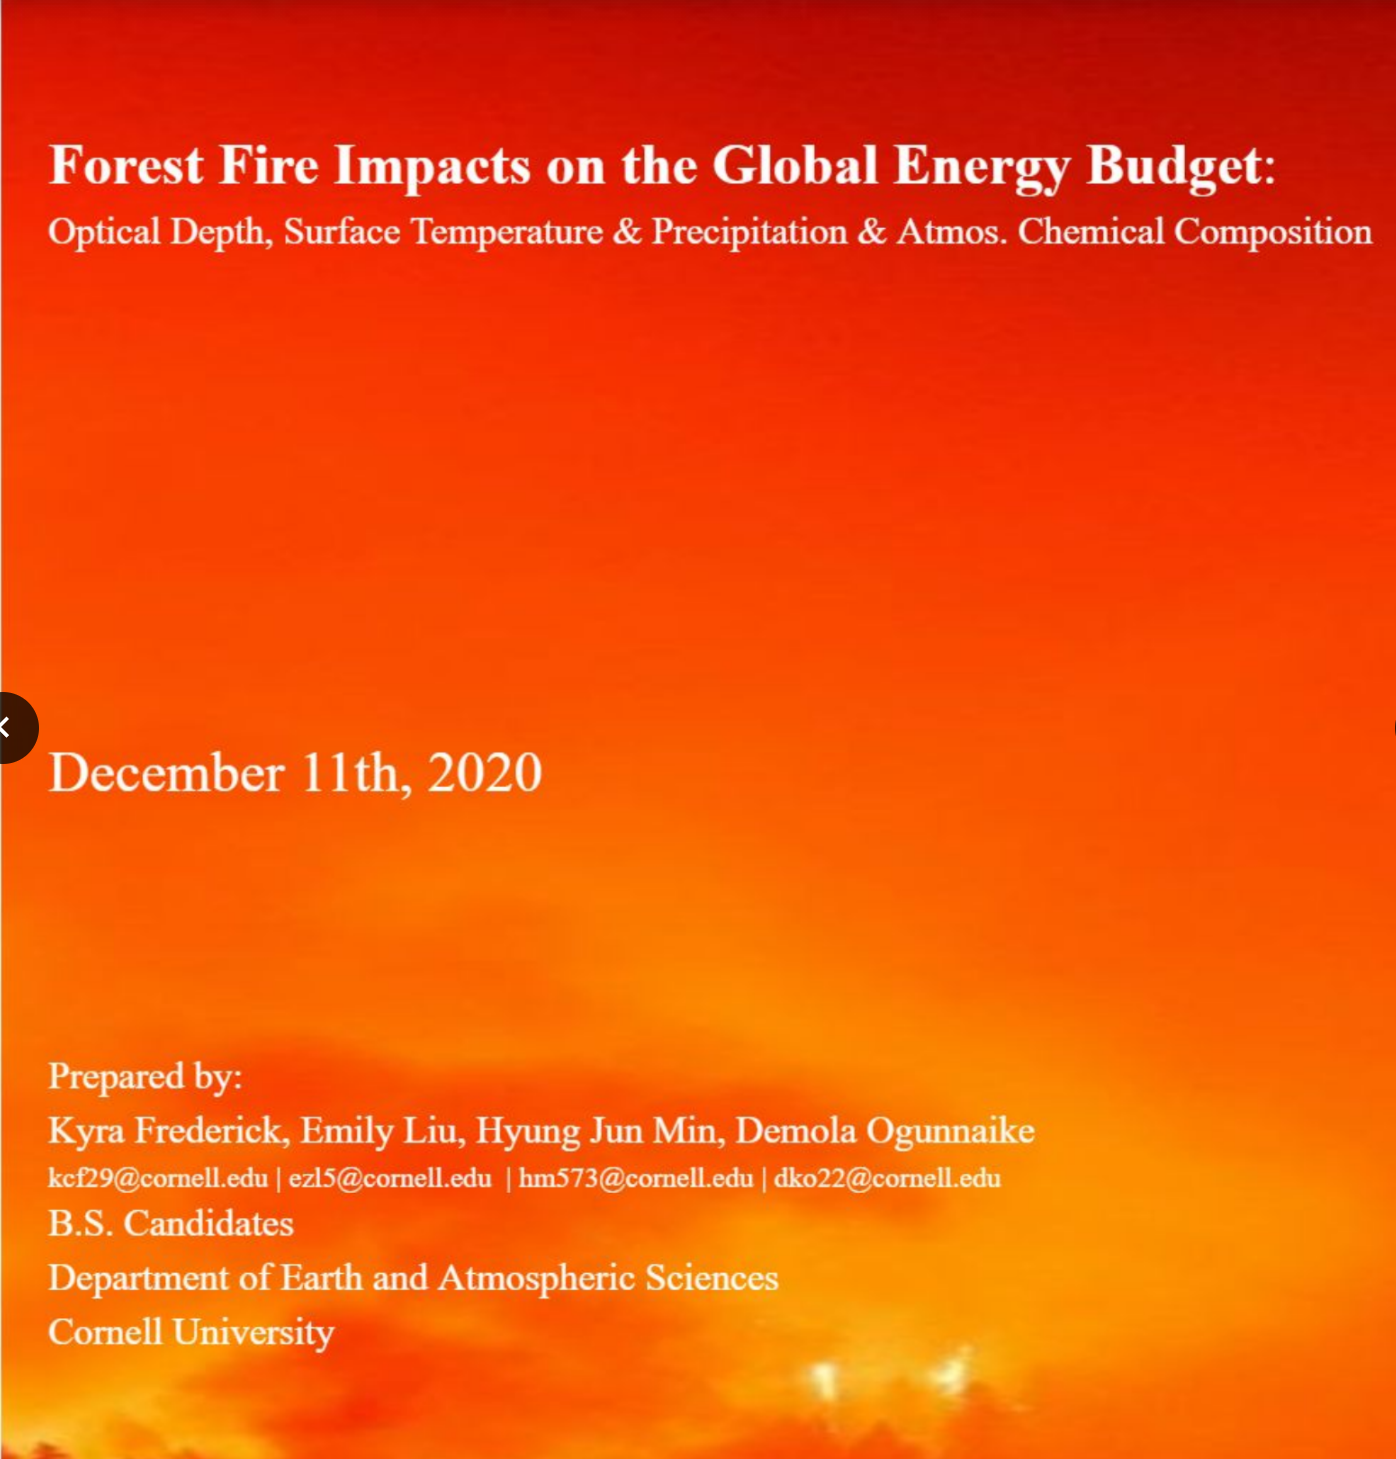 Forest Fire Impacts on the Global Energy Budget:
Optical Depth, Surface Temperature & Precipitation & Atmos. Chemical Composition
December 11th, 2020
Prepared by:
Kyra Frederick, Emily Liu, Hyung Jun Min, Demola Ogunnaike
kcf29@cornell.edu | ezl5@cornell.edu | hm573@cornell.edu | dko22@cornell.edu
B.S. Candidates
Department of Earth and Atmospheric Sciences
Cornell University